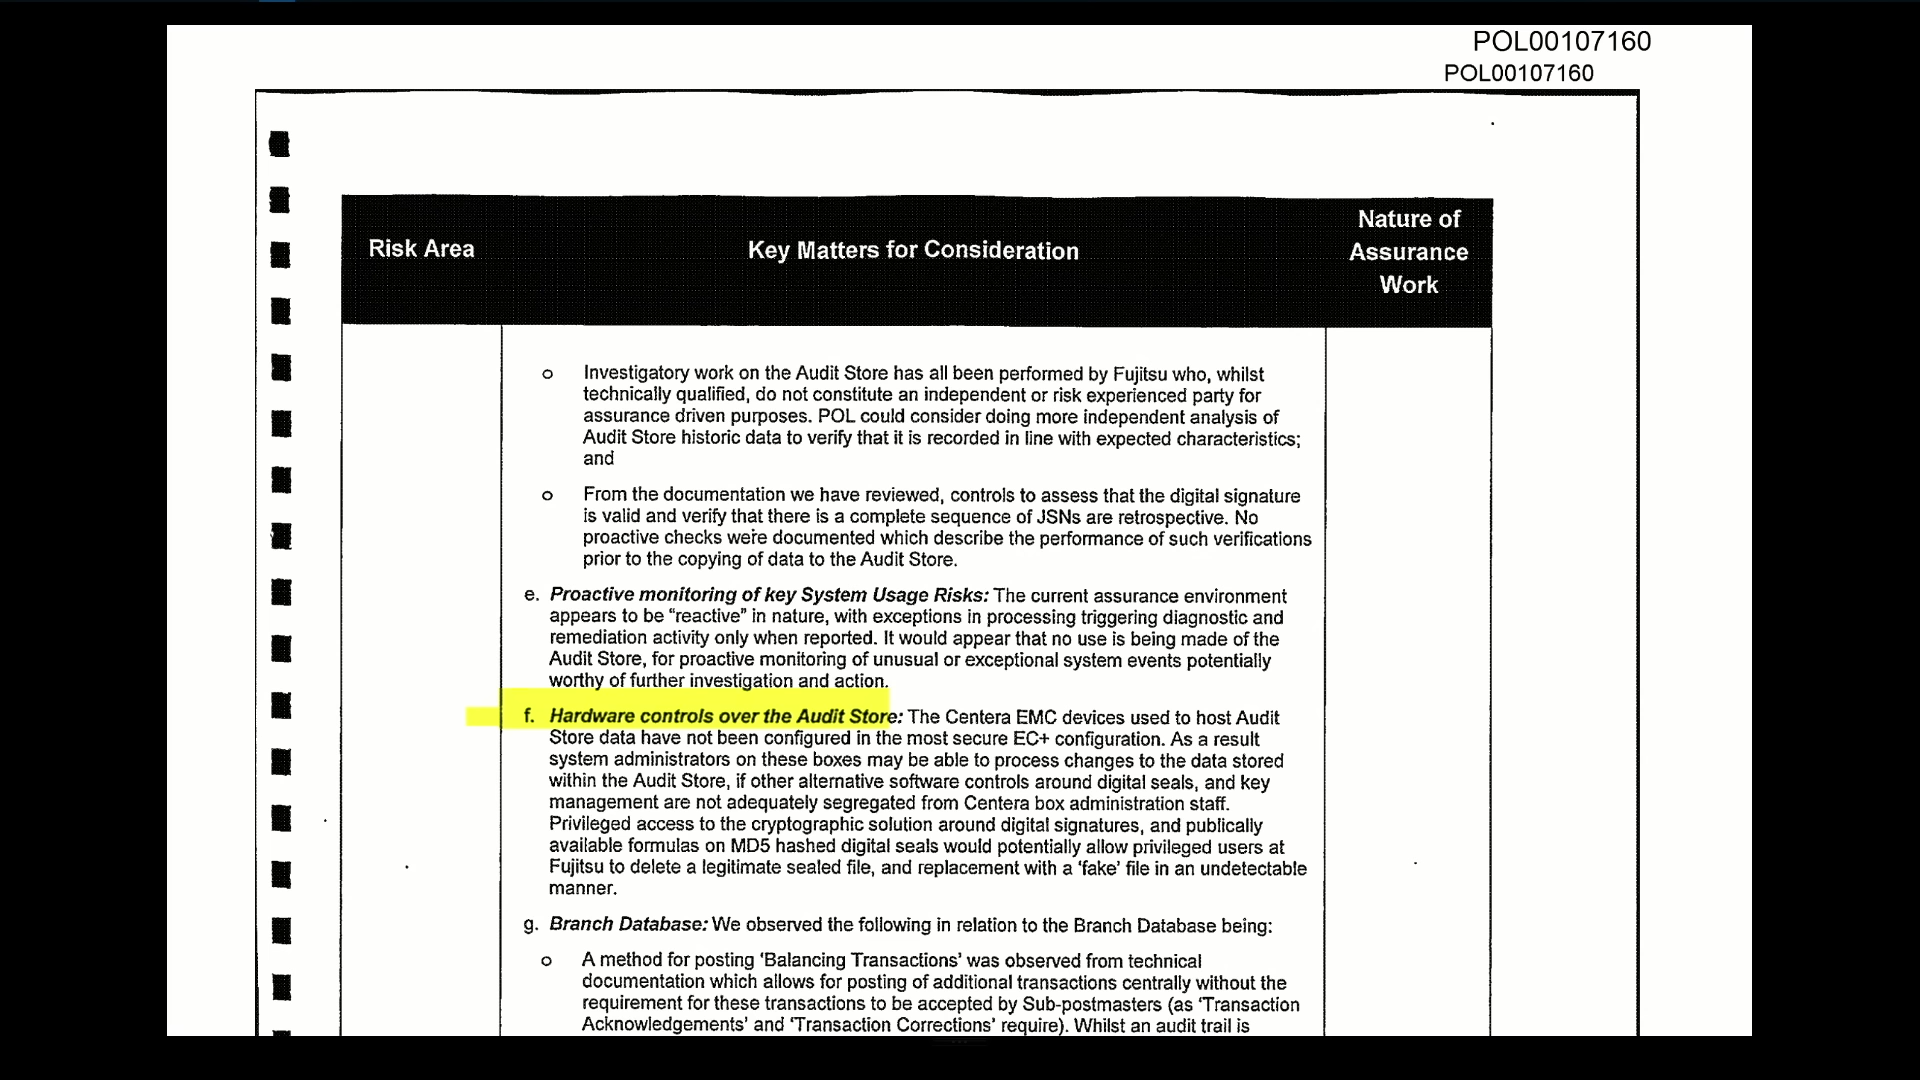 POL00107160
POL00107160
Risk Area
Key Matters for Consideration
Nature of
Assurance
Work
o Investigatory work on the Audit Store has all been performed by Fujitsu who, whilst
technically qualified, do not constitute an independent or risk experienced party for
assurance driven purposes. POL could consider doing more independent analysis of
Audit Store historic data to verify that it is recorded in line with expected characteristics;
and
o From the documentation we have reviewed, controls to assess that the digital signature
is valid and verify that there is a complete sequence of JSNs are retrospective. No
proactive checks were documented which describe the performance of such verifications
prior to the copying of data to the Audit Store.
e. Proactive monitoring of key System Usage Risks: The current assurance environment
appears to be “reactive” in nature, with exceptions in processing triggering diagnostic and
remediation activity only when reported. It would appear that no use is being made of the
Audit Store, for proactive monitoring of unusual or exceptional system events potentially
worthy of further investigation and action.
f. Hardware controls over the Audit Store: The Centera EMC devices used to host Audit
Store data have not been configured in the most secure EC+ configuration. As a result
system administrators on these boxes may be able to process changes to the data stored
within the Audit Store, if other alternative software controls around digital seals, and key
management are not adequately segregated from Centera box administration staff.
Privileged access to the cryptographic solution around digital signatures, and publically
available formulas on MD5 hashed digital seals would potentially allow privileged users at
Fujitsu to delete a legitimate sealed file, and replacement with a ‘fake’ file in an undetectable
manner.
g. Branch Database: We observed the following in relation to the Branch Database being:
o A method for posting ‘Balancing Transactions’ was observed from technical
documentation which allows for posting of additional transactions centrally without the
requirement for these transactions to be accepted by Sub-postmasters (as ‘Transaction
Acknowledgements’ and ‘Transaction Corrections’ require). Whilst an audit trail is